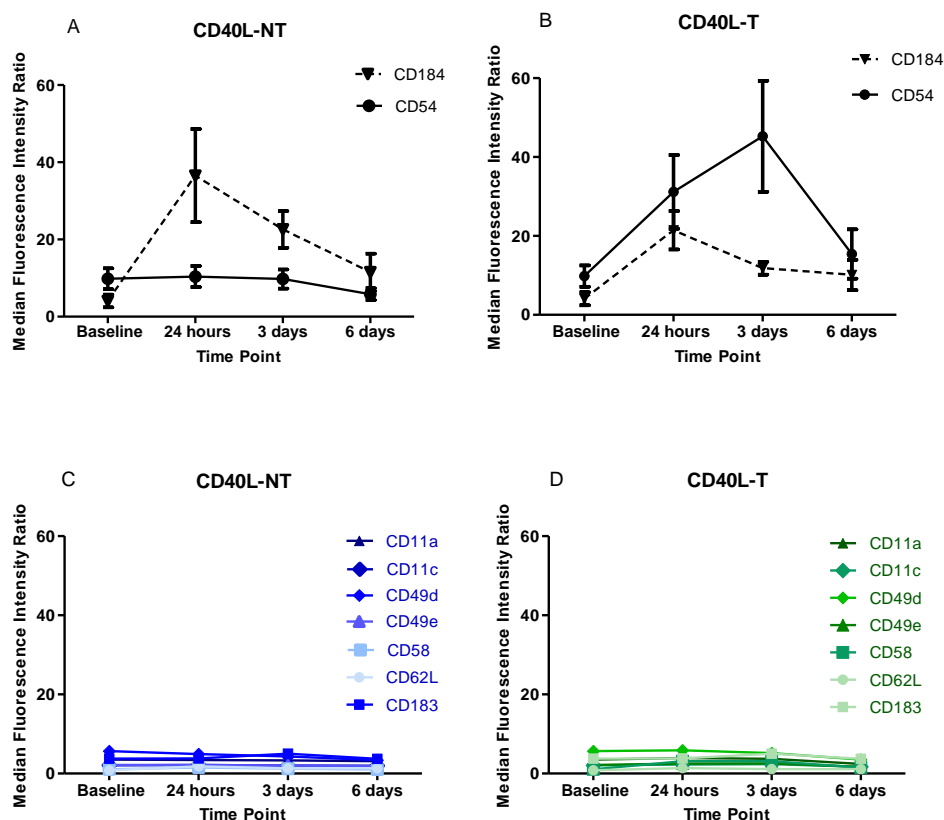 A
CD40L-NT
Median Fluorescence Intensity Ratio
60
40
20
0
CD184
CD54
Baseline 24 hours 3 days 6 days
Time Point
B
CD40L-T
Median Fluorescence Intensity Ratio
60
40
20
0
CD184
CD54
Baseline 24 hours 3 days 6 days
Time Point
C
CD40L-NT
Median Fluorescence Intensity Ratio
60
40
20
0
CD11a
CD11c
CD49d
CD49e
CD58
CD62L
CD183
Baseline 24 hours 3 days 6 days
Time Point
D
CD40L-T
Median Fluorescence Intensity Ratio
60
40
20
0
CD11a
CD11c
CD49d
CD49e
CD58
CD62L
CD183
Baseline 24 hours 3 days 6 days
Time Point